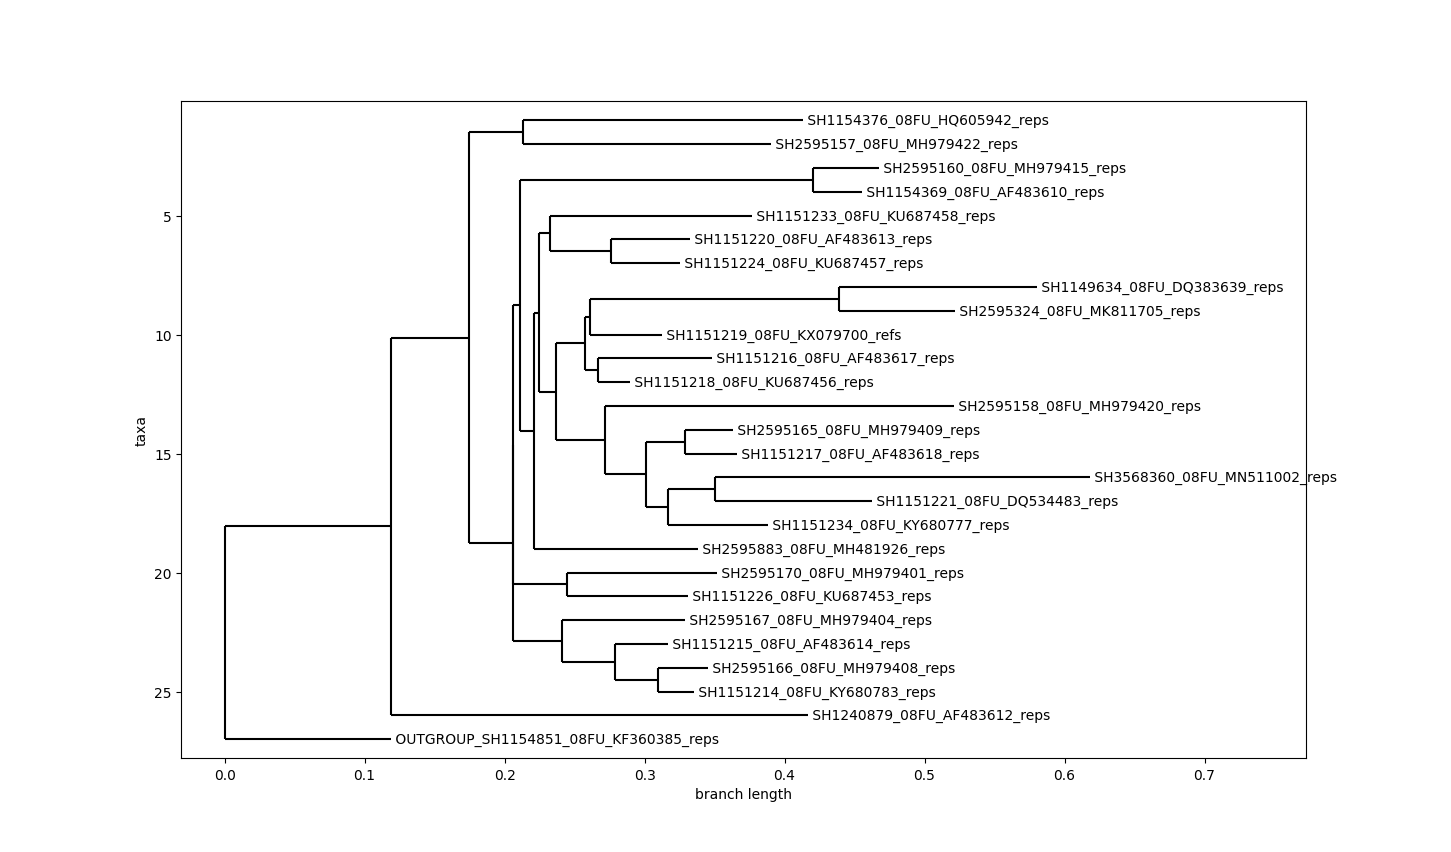 SH1154376_08FU_HQ605942_reps
SH2595157_08FU_MH979422_reps
SH2595160_08FU_MH979415_reps
SH1154369_08FU_AF483610_reps
5
SH1151233_08FU_KU687458_reps
SH1151220_08FU_AF483613_reps
SH1151224_08FU_KU687457_reps
SH1149634_08FU_DQ383639_reps
SH2595324_08FU_MK811705_reps
10
SH1151219_08FU_KX079700_refs
SH1151216_08FU_AF483617_reps
SH1151218_08FU_KU687456_reps
SH2595158_08FU_MH979420_reps
taxa
SH2595165_08FU_MH979409_reps
15
SH1151217_08FU_AF483618_reps
SH3568360_08FU_MN511002_reps
SH1151221_08FU_DQ534483_reps
SH1151234_08FU_KY680777_reps
SH2595883_08FU_MH481926_reps
20
SH2595170_08FU_MH979401_reps
SH1151226_08FU_KU687453_reps
SH2595167_08FU_MH979404_reps
SH1151215_08FU_AF483614_reps
SH2595166_08FU_MH979408_reps
25
SH1151214_08FU_KY680783_reps
SH1240879_08FU_AF483612_reps
OUTGROUP_SH1154851_08FU_KF360385_reps
0.0 0.1 0.2 0.3 0.4 0.5 0.6 0.7
branch length